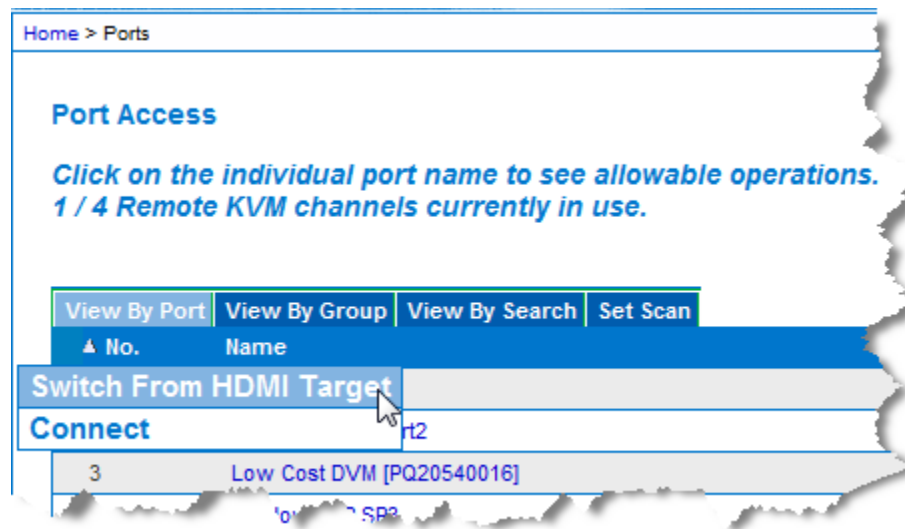 Home > Ports
Port Access
Click on the individual port name to see allowable operations.
1 / 4 Remote KVM channels currently in use.
View By Port View By Group View By Search Set Scan
No. Name
Switch From HDMI Target
Connect
rt2
3 Low Cost DVM [PQ20540016]
SP3